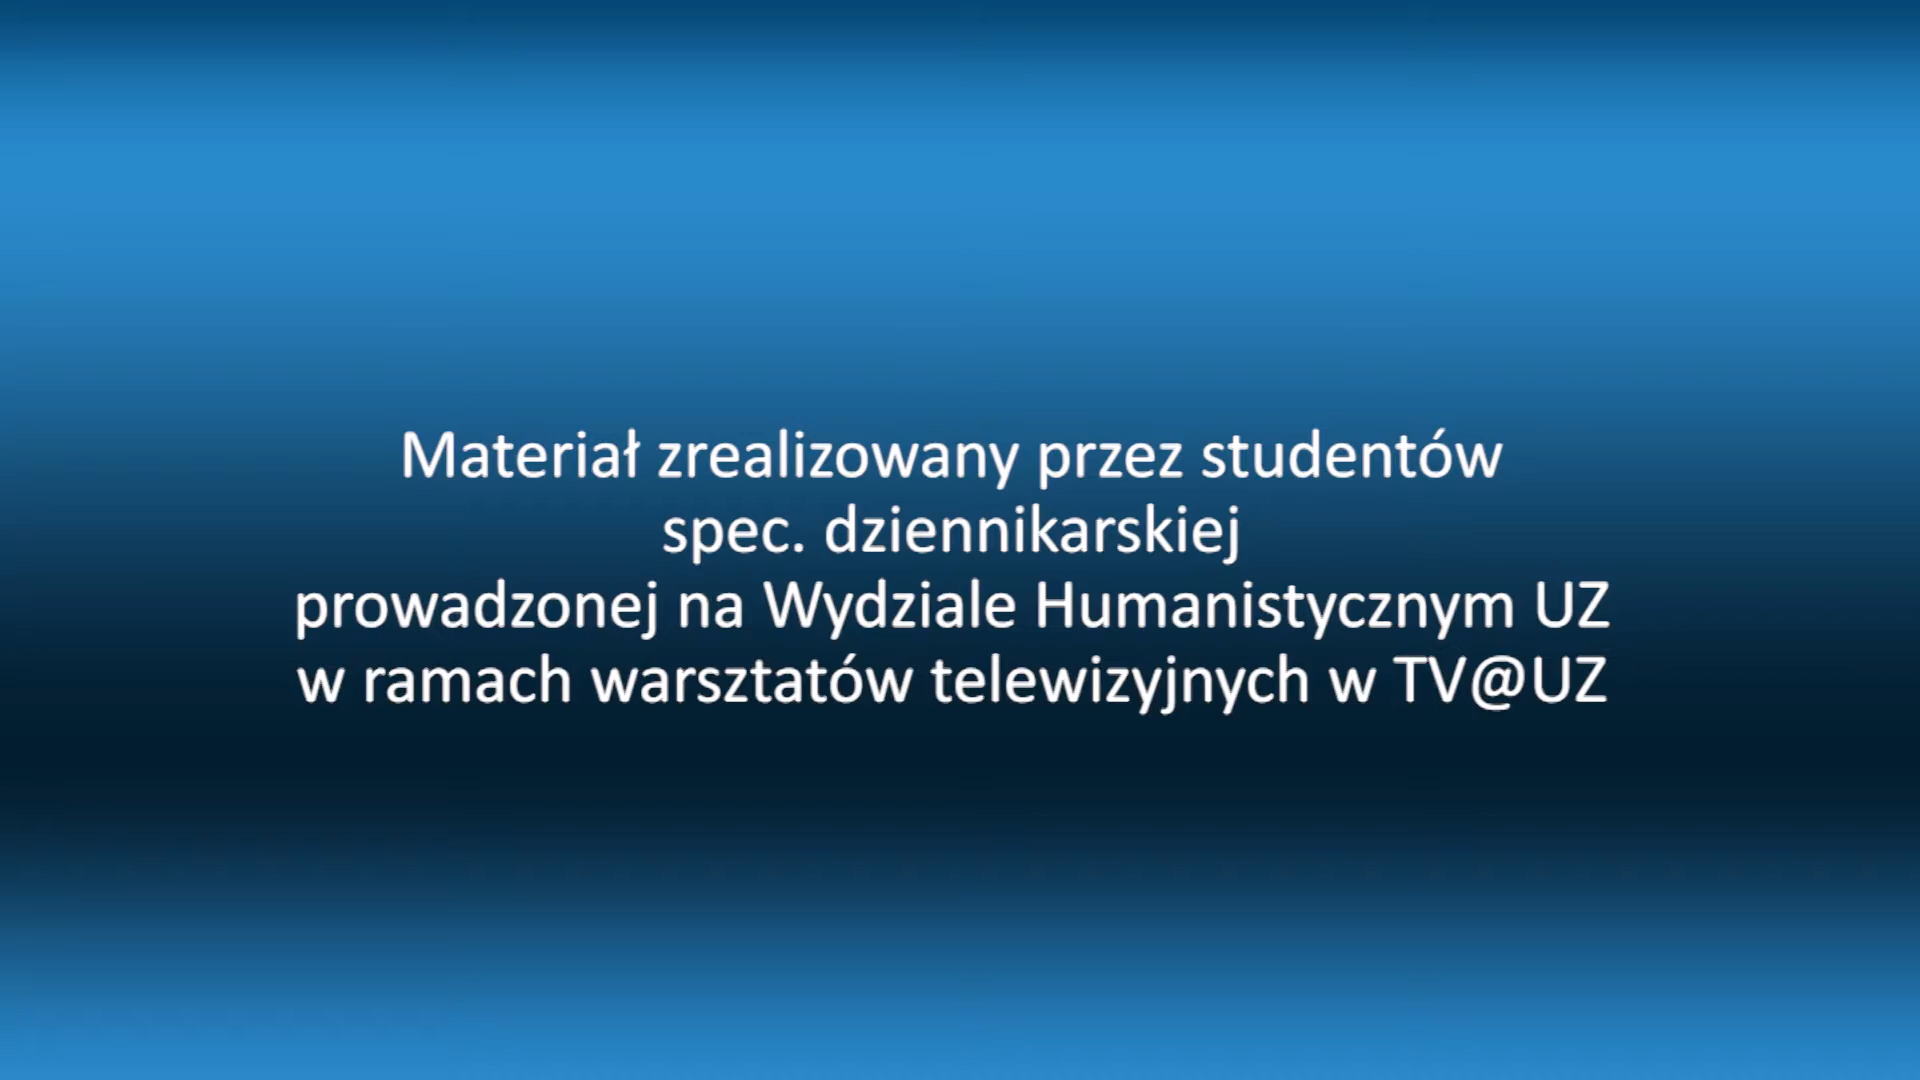 Materiał zrealizowany przez studentów
spec. dziennikarskiej
prowadzonej na Wydziale Humanistycznym UZ
w ramach warsztatów telewizyjnych w TV@UZ